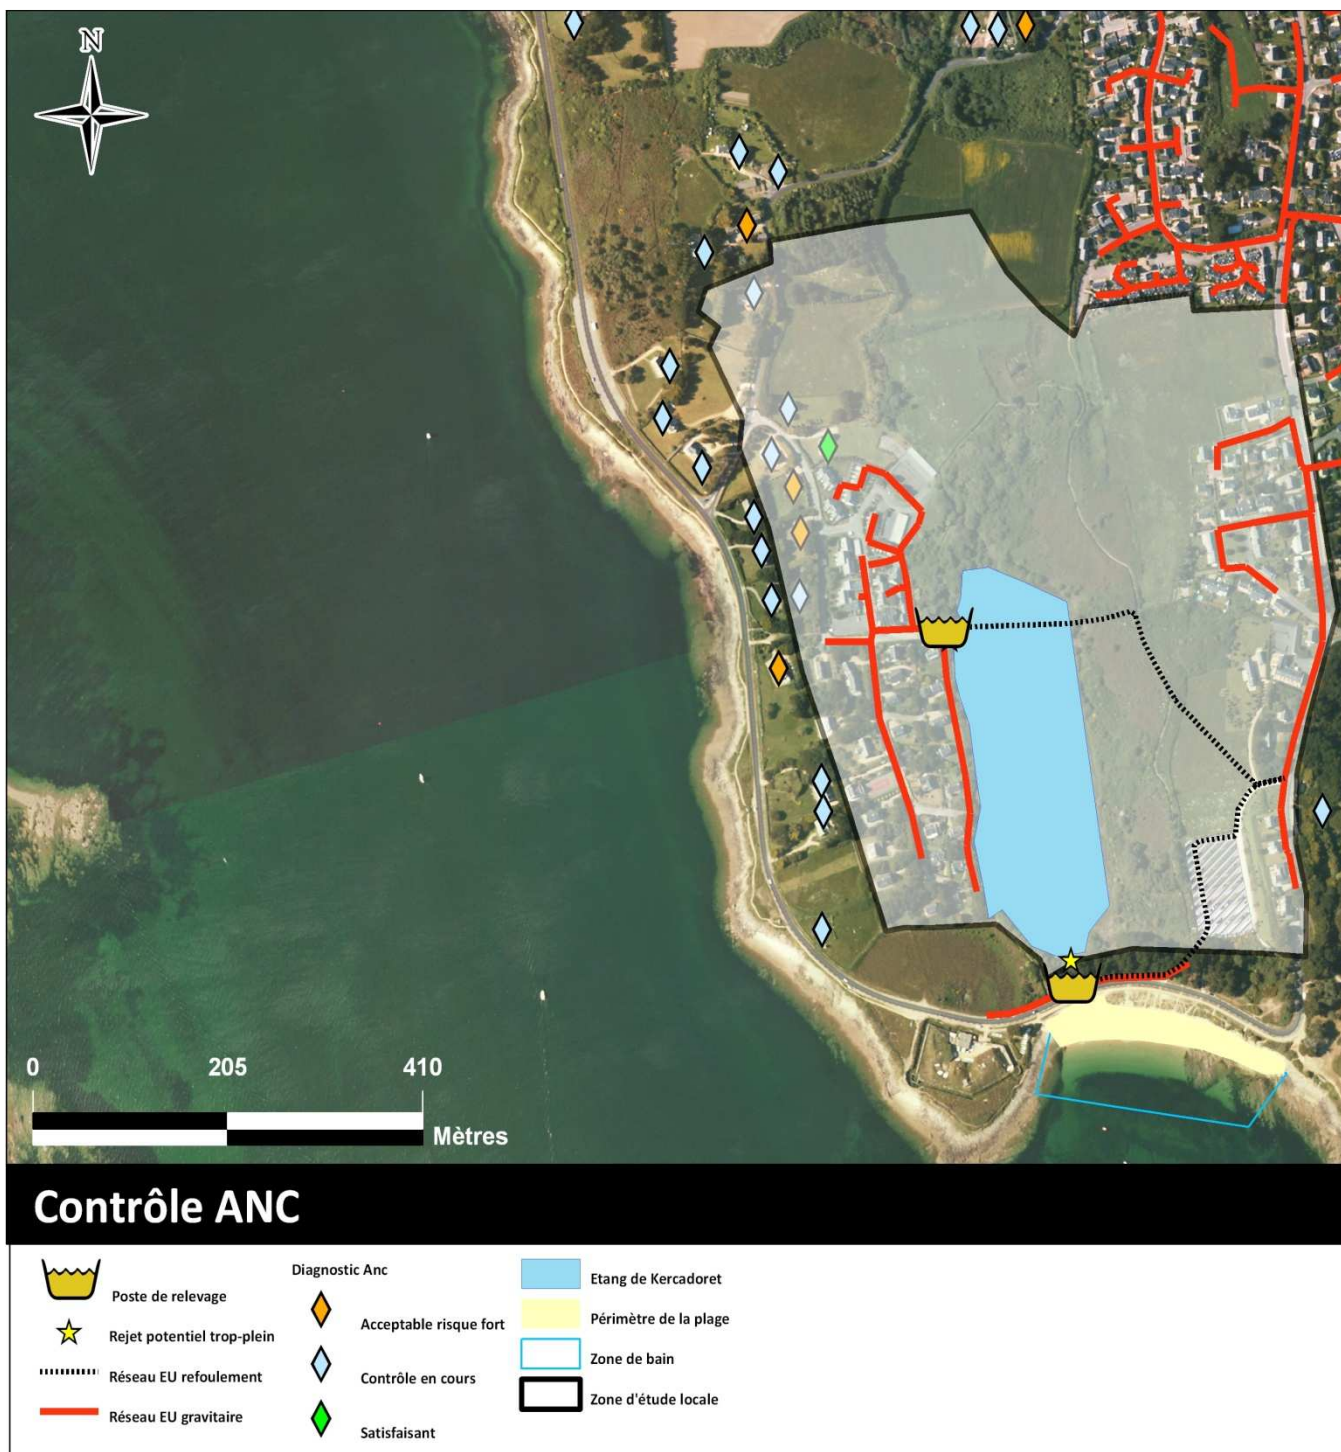 N
0 205 410
Mètres
Contrôle ANC
Poste de relevage
Rejet potentiel trop-plein
Réseau EU refoulement
Réseau EU gravitaire
Diagnostic Anc
Acceptable risque fort
Contrôle en cours
Satisfaisant
Etang de Kercadoret
Périmètre de la plage
Zone de bain
Zone d'étude locale